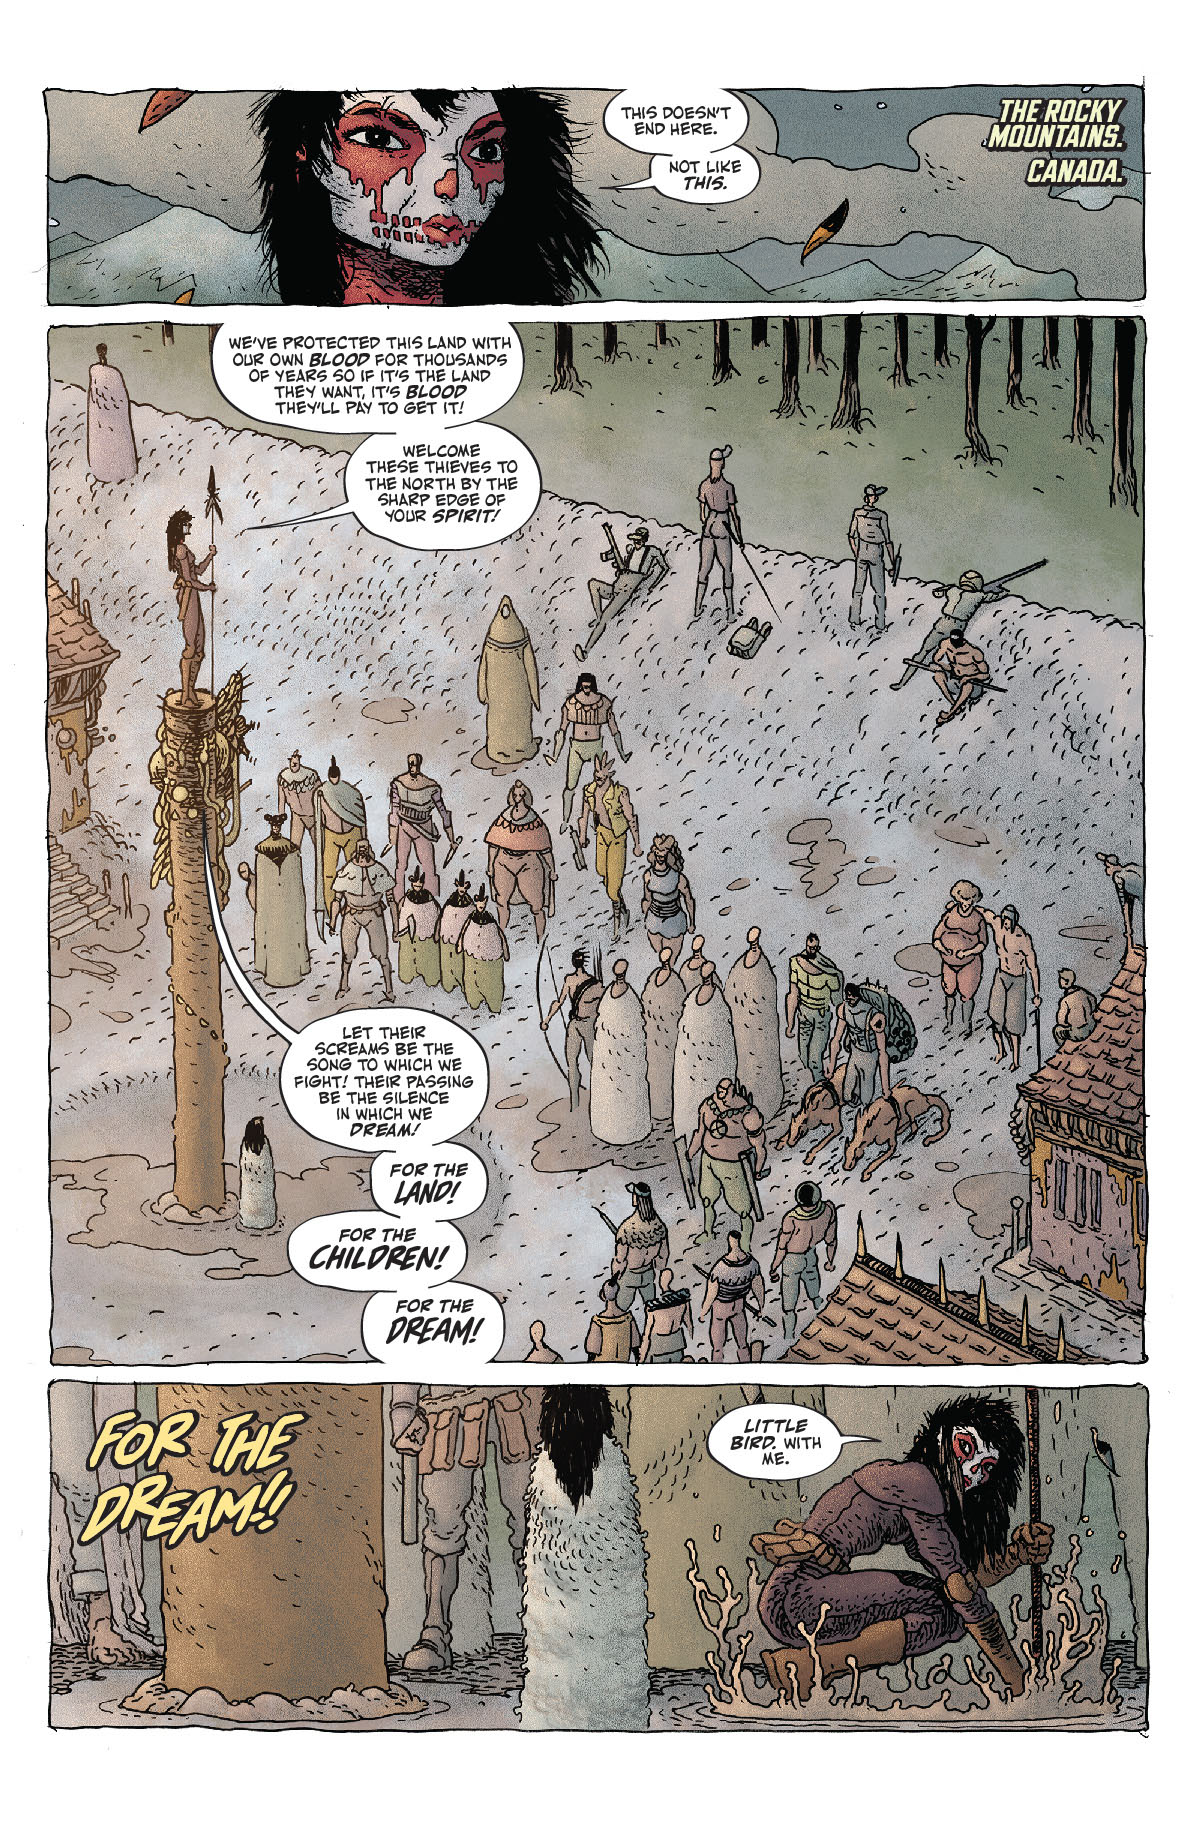 THIS DOESN'T
END HERE.
NOT LIKE
THIS.
THE ROCKY
MOUNTAINS.
CANADA.
WE'VE PROTECTED THIS LAND WITH
OUR OWN BLOOD FOR THOUSANDS
OF YEARS SO IF IT'S THE LAND
THEY WANT, IT'S BLOOD
THEY'LL PAY TO GET IT!
WELCOME
THESE THIEVES TO
THE NORTH BY THE
SHARP EDGE OF
YOUR SPIRIT!
LET THEIR
SCREAMS BE THE
SONG TO WHICH WE
FIGHT! THEIR PASSING
BE THE SILENCE
IN WHICH WE
DREAM!
FOR THE
LAND!
FOR THE
CHILDREN!
FOR THE
DREAM!
FOR THE
DREAM!!
LITTLE
BIRD. WITH
ME.